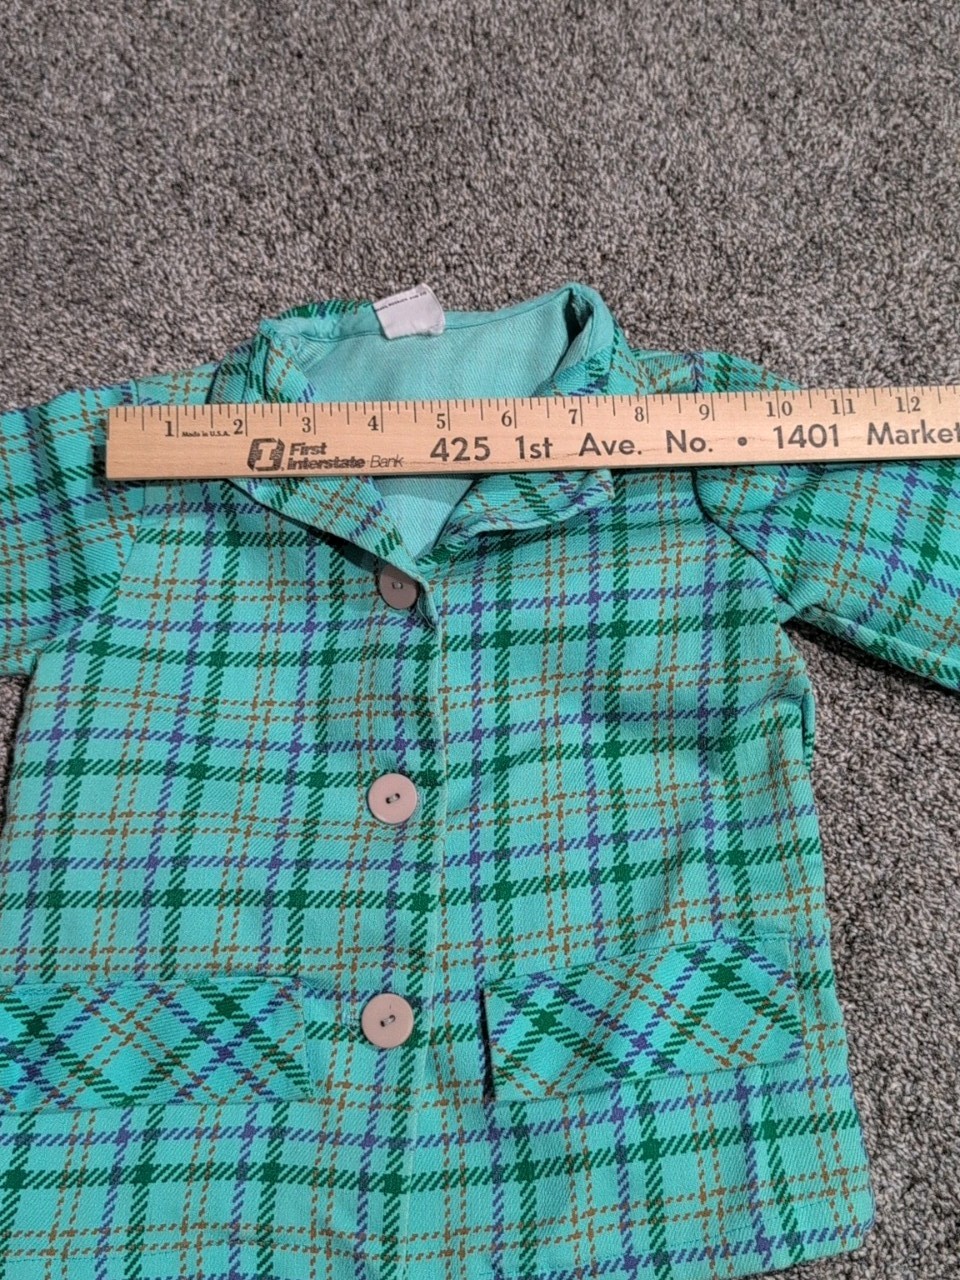 1 2 3 4 5 6 7 8 9 10 11 12
Made in U.S.A.
First
Interstate Bank
425 1st Ave. No. • 1401 Market